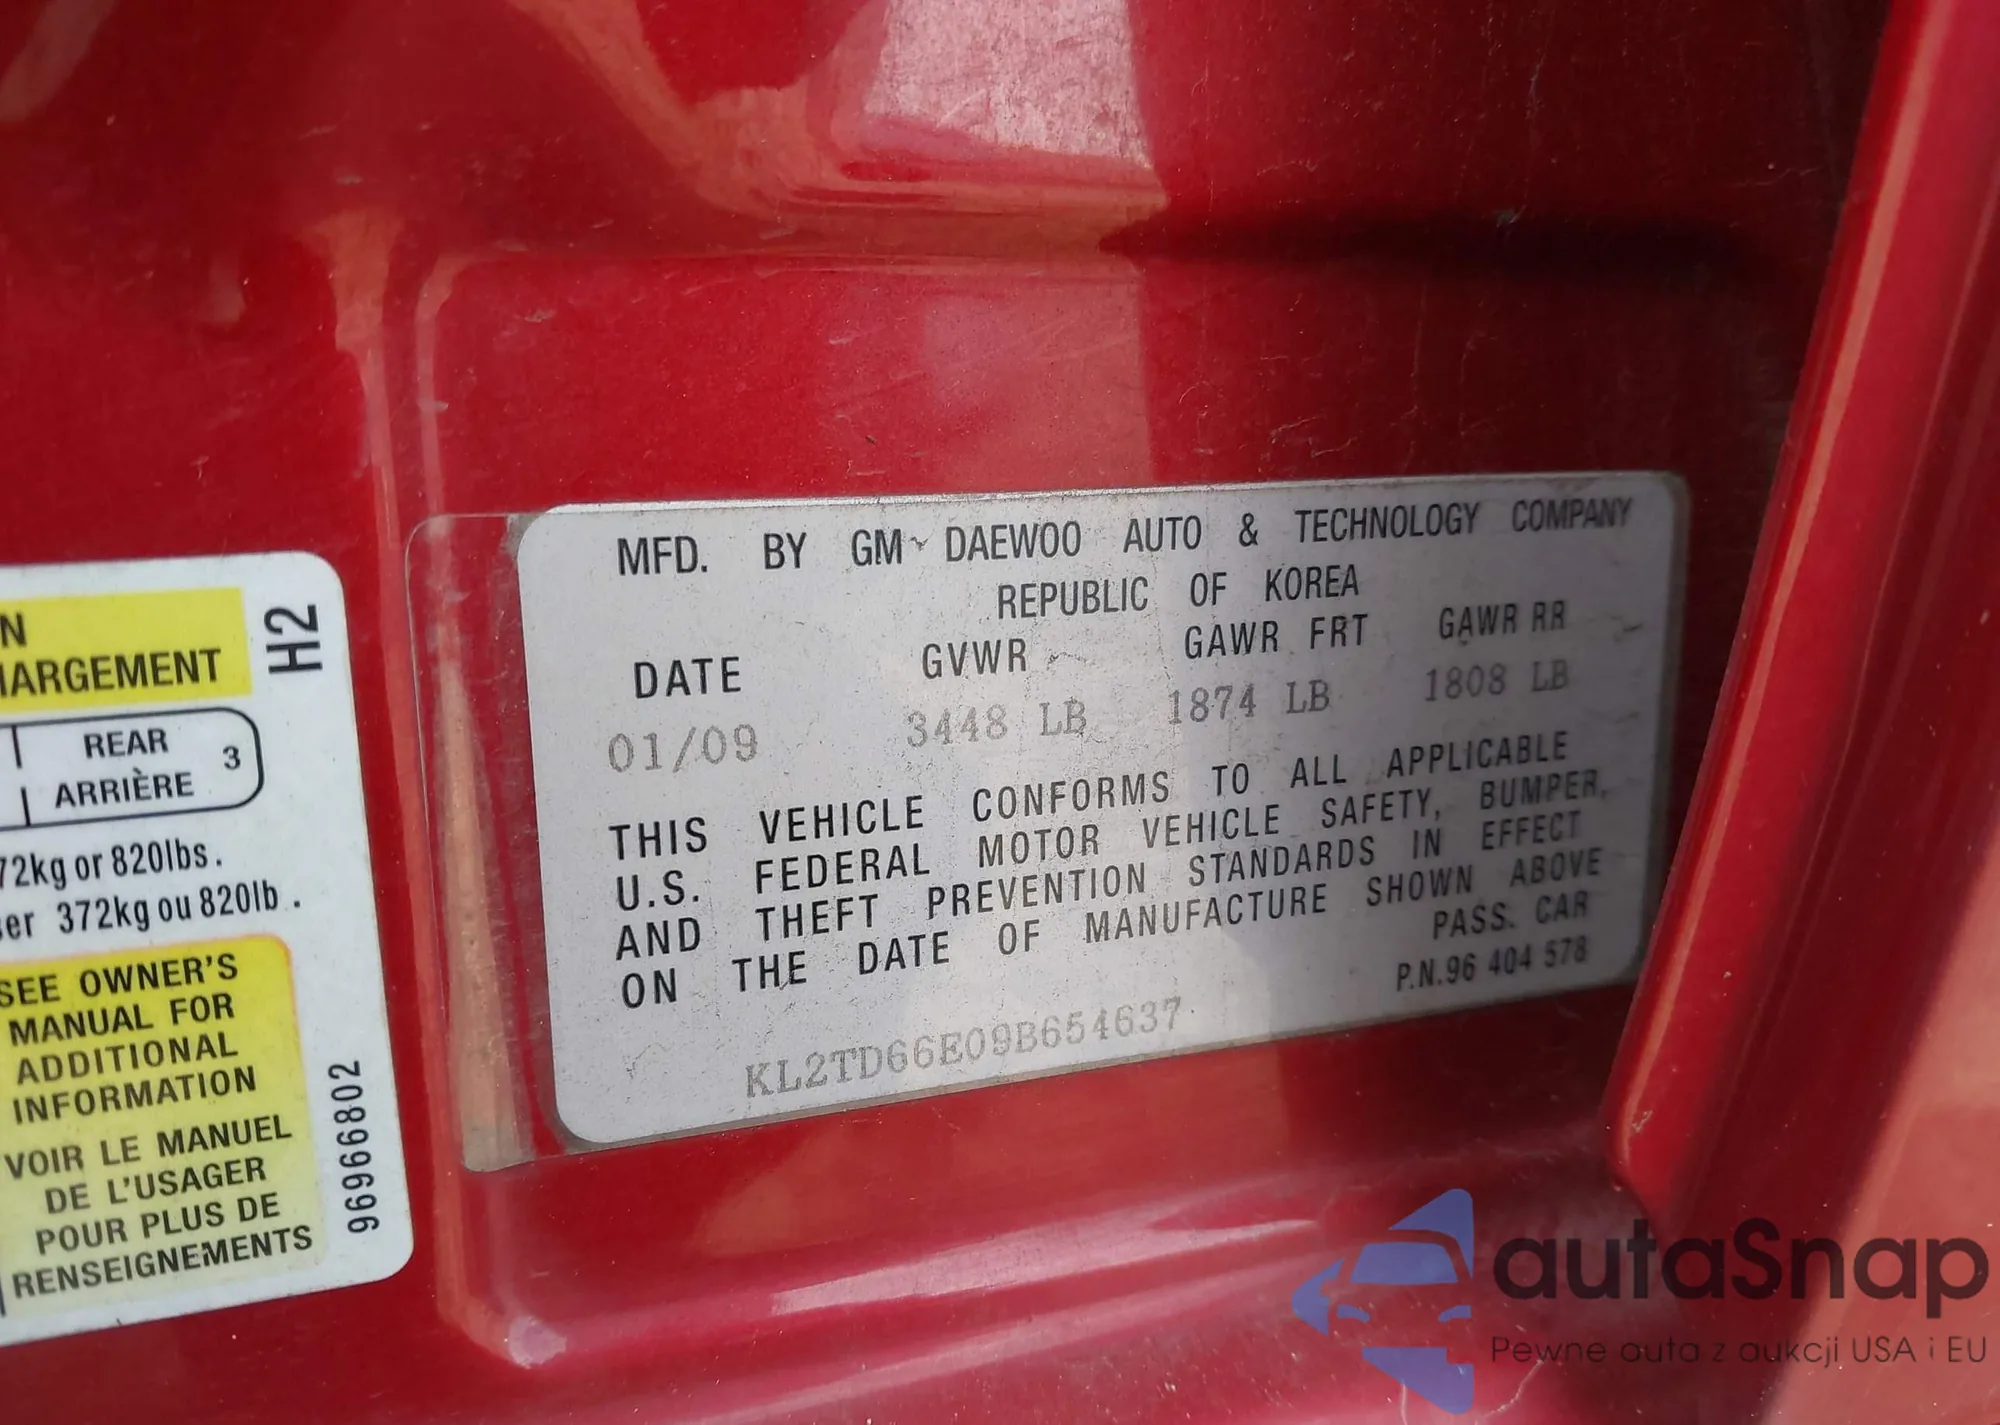 N
HARGEMENT
H2
REAR
ARRIÈRE
3
72kg or 820lbs.
ser 372kg ou 820lb.
SEE OWNER'S
MANUAL FOR
ADDITIONAL
INFORMATION
VOIR LE MANUEL
DE L'USAGER
POUR PLUS DE
RENSEIGNEMENTS
96966802
MFD. BY GM DAEWOO AUTO & TECHNOLOGY COMPANY
REPUBLIC OF KOREA
DATE GVWR GAWR FRT GAWR RR
01/09 3448 LB 1874 LB 1808 LB
THIS VEHICLE CONFORMS TO ALL APPLICABLE
U.S. FEDERAL MOTOR VEHICLE SAFETY, BUMPER,
AND THEFT PREVENTION STANDARDS IN EFFECT
ON THE DATE OF MANUFACTURE SHOWN ABOVE
PASS. CAR
P.N.96 404 578
KL2TD66E09B654637
autaSnap
Pewne auta z aukcji USA i EU